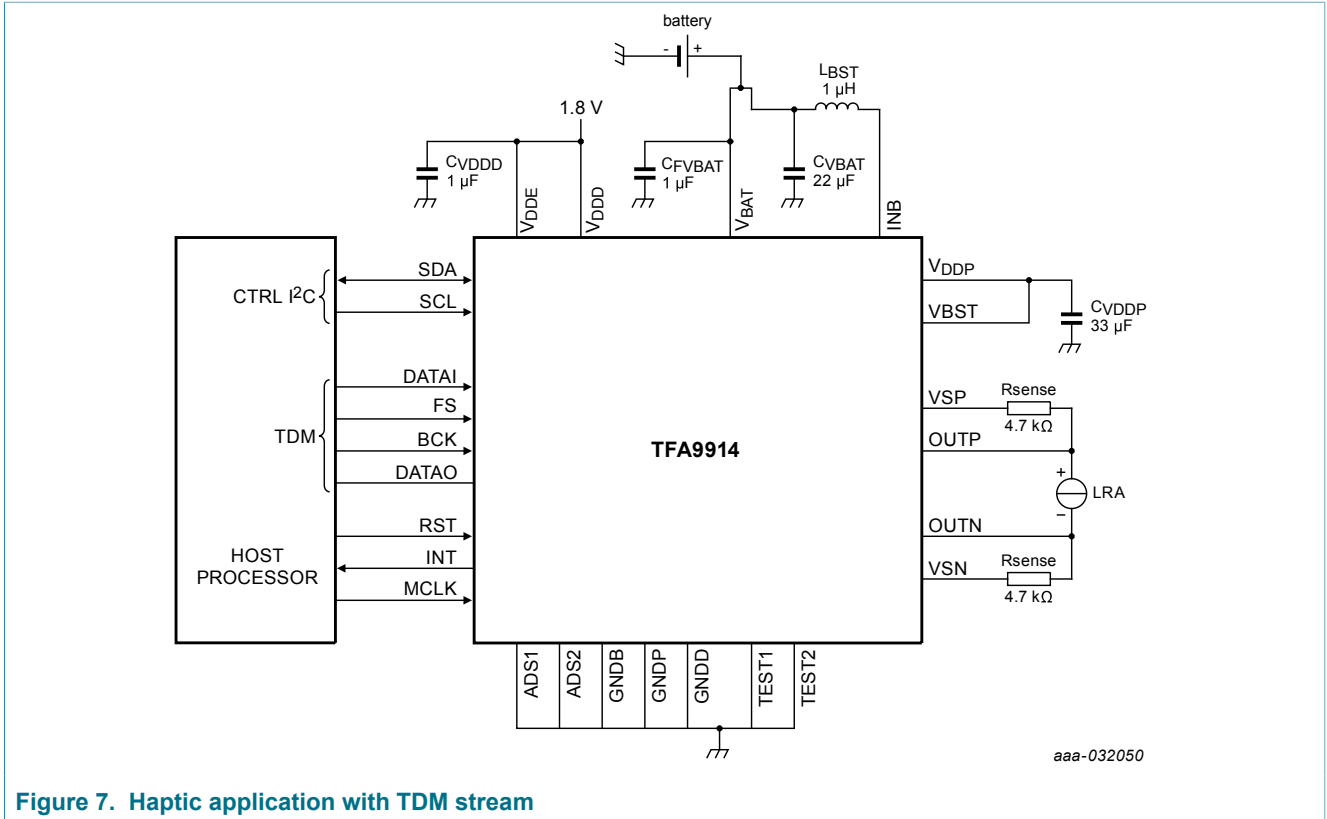 battery
- +
LBST
1 µH
1.8 V
CVDDD
1 µF
CFVBAT
1 µF
CVBAT
22 µF
VDDE
VDDD
VBAT
INB
CTRL I2C
SDA
SCL
VDDP
VBST
CVDDP
33 µF
TDM
DATAI
FS
BCK
DATAO
TFA9914
VSP
Rsense
4.7 kΩ
OUTP
+
LRA
−
OUTN
VSN
Rsense
4.7 kΩ
HOST
PROCESSOR
RST
INT
MCLK
ADS1
ADS2
GNDB
GNDP
GNDD
TEST1
TEST2
aaa-032050
Figure 7. Haptic application with TDM stream